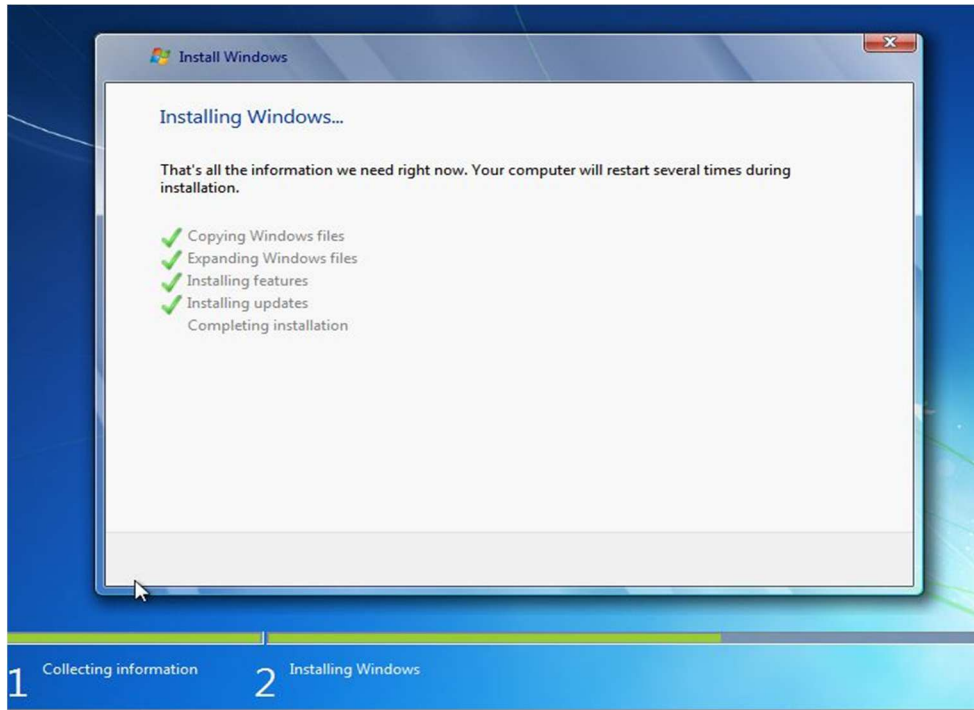 Install Windows
Installing Windows...
That's all the information we need right now. Your computer will restart several times during
installation.
Copying Windows files
Expanding Windows files
Installing features
Installing updates
Completing installation
1 Collecting information 2 Installing Windows